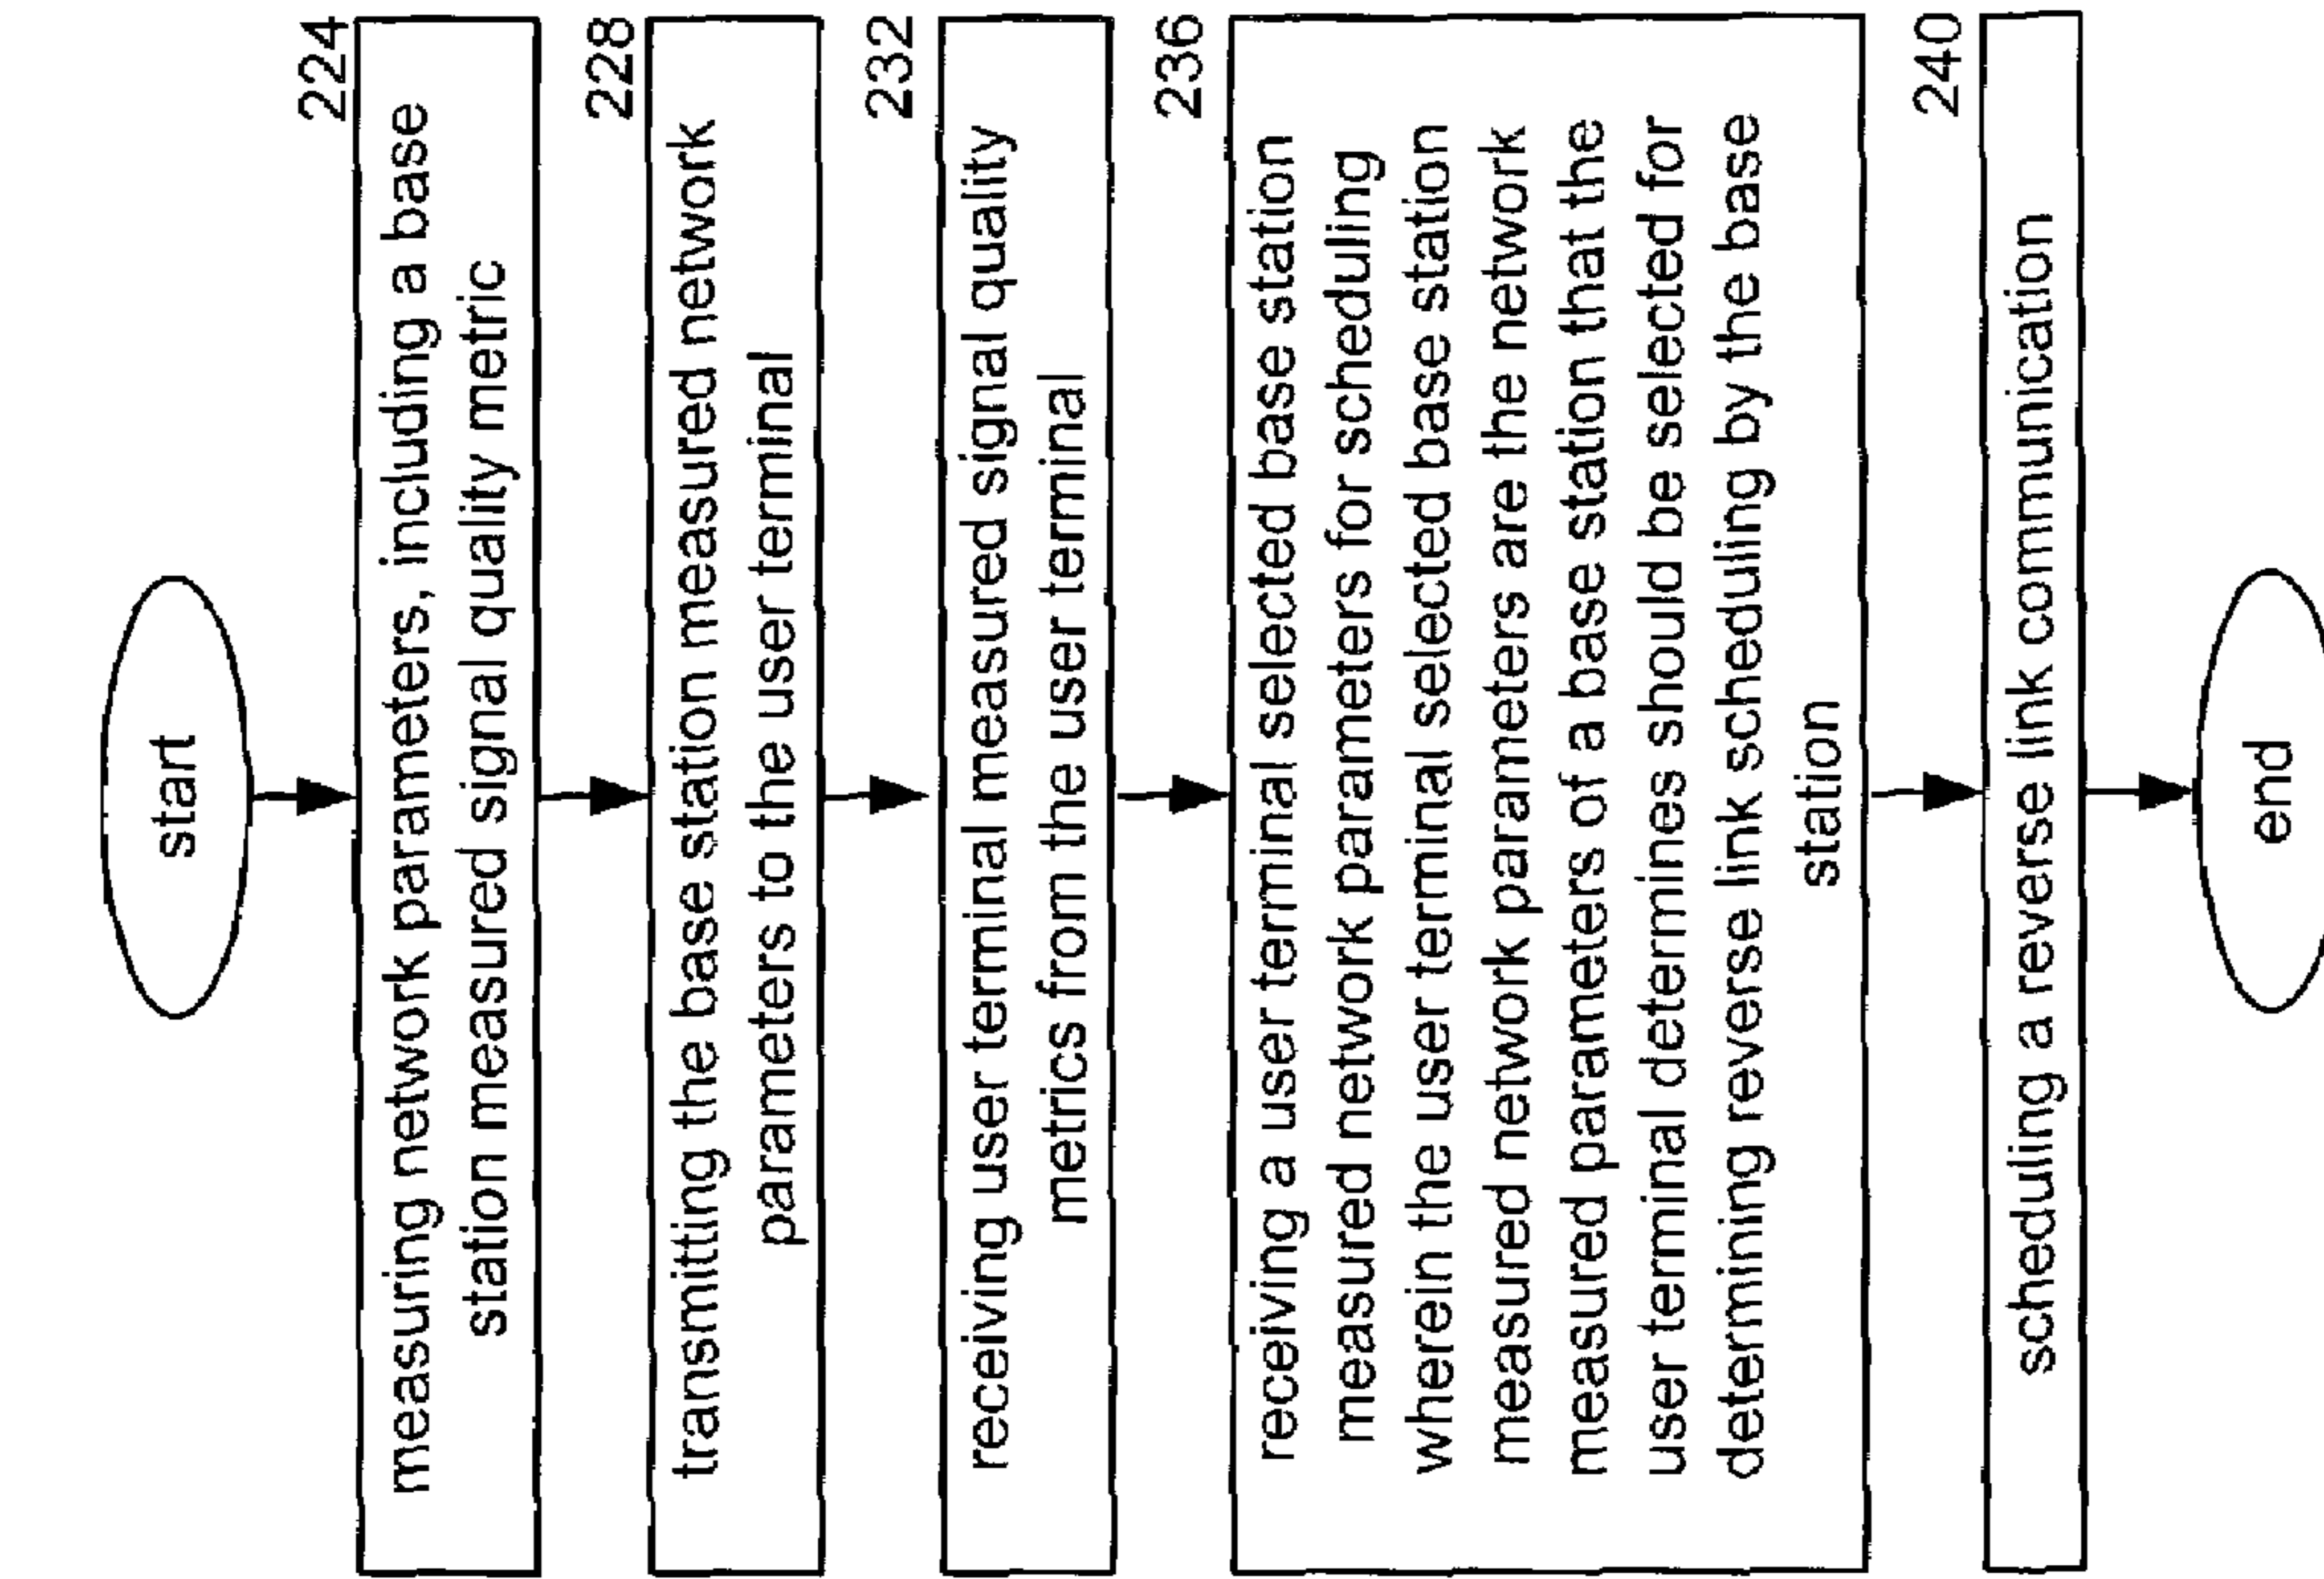 start
224
measuring network parameters, including a base
station measured signal quality metric
228
transmitting the base station measured network
parameters to the user terminal
232
receiving user terminal measured signal quality
metrics from the user terminal
236
receiving a user terminal selected base station
measured network parameters for scheduling
wherein the user terminal selected base station
measured network parameters are the network
measured parameters of a base station that the
user terminal determines should be selected for
determining reverse link scheduling by the base
station
240
scheduling a reverse link communication
end